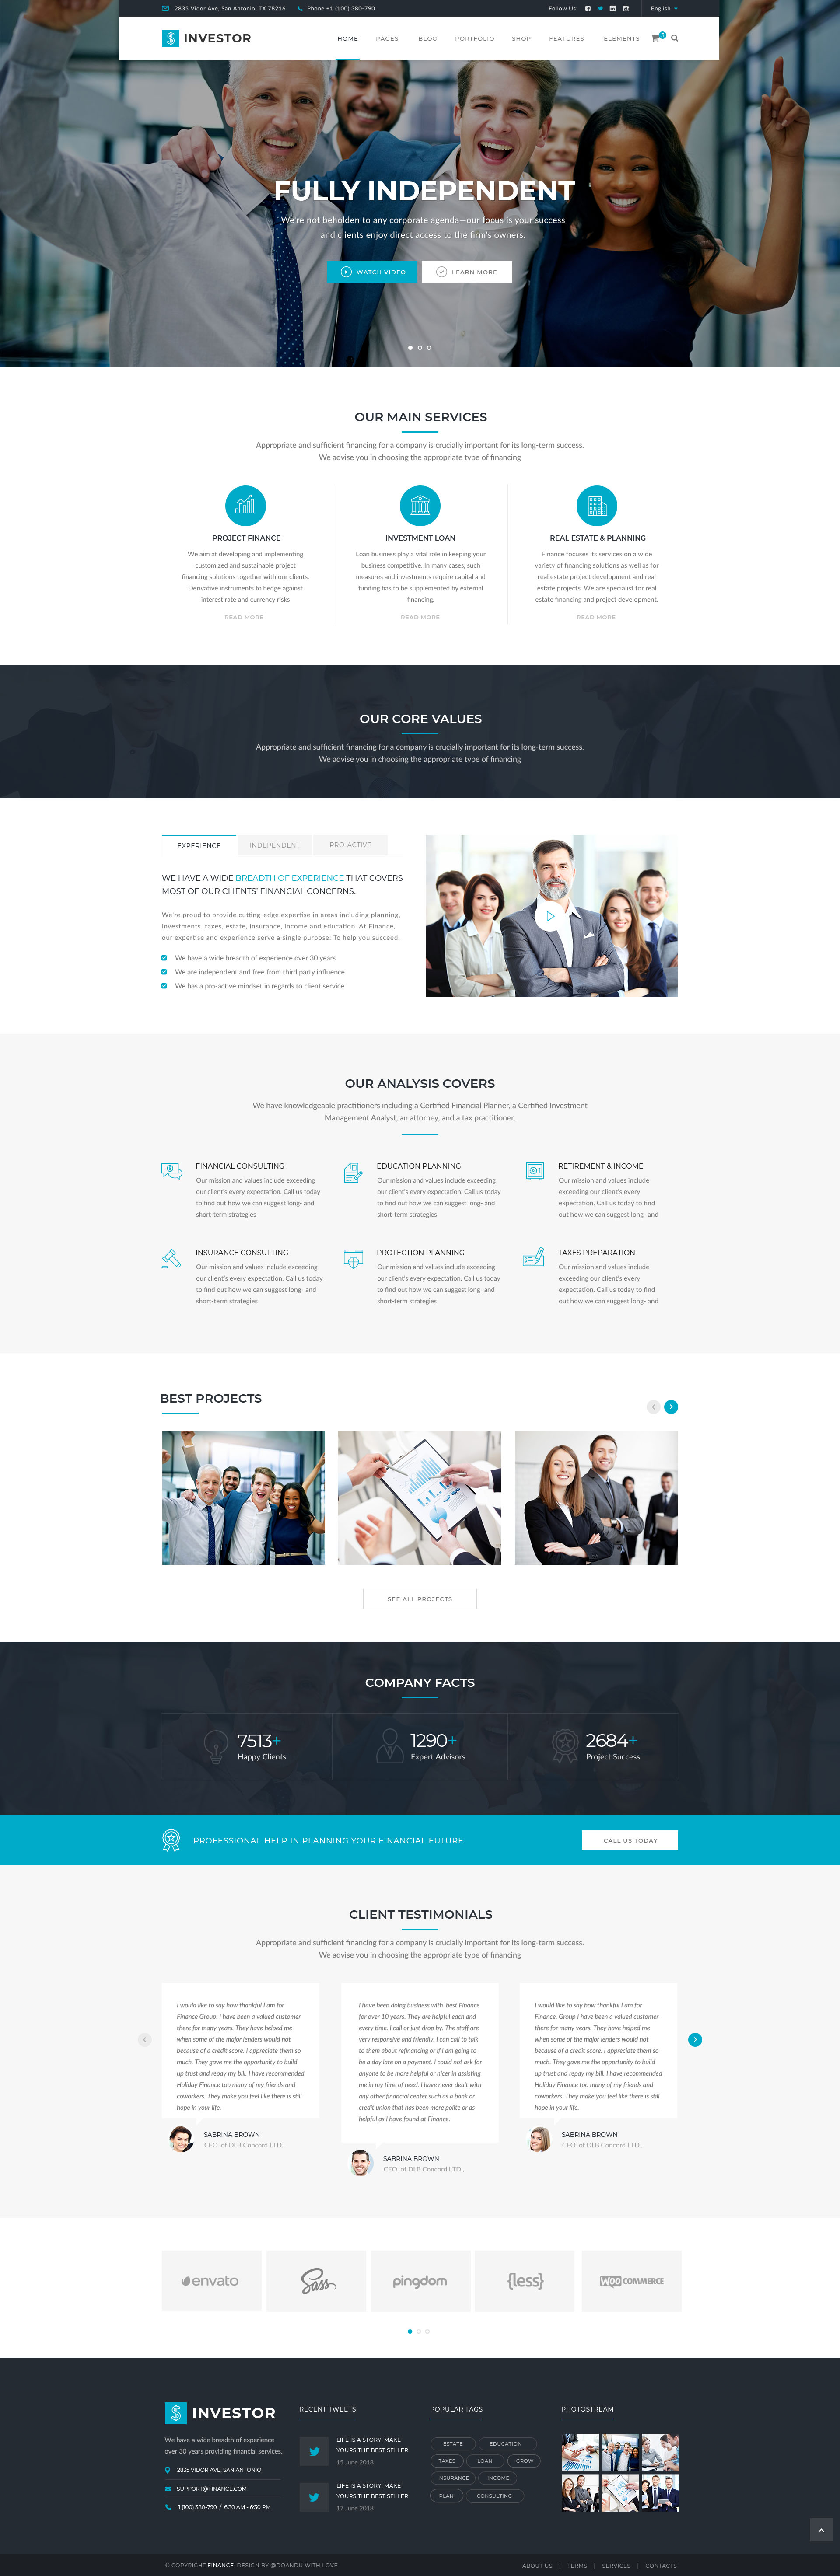 2835 Vidor Ave, San Antonio, TX 78216 Phone +1 (100) 380-790 Follow Us: English
INVESTOR HOME PAGES BLOG PORTFOLIO SHOP FEATURES ELEMENTS 3
FULLY INDEPENDENT
We're not beholden to any corporate agenda—our focus is your success
and clients enjoy direct access to the firm's owners.
WATCH VIDEO LEARN MORE
OUR MAIN SERVICES
Appropriate and sufficient financing for a company is crucially important for its long-term success.
We advise you in choosing the appropriate type of financing
PROJECT FINANCE
We aim at developing and implementing
customized and sustainable project
financing solutions together with our clients.
Derivative instruments to hedge against
interest rate and currency risks
READ MORE
INVESTMENT LOAN
Loan business play a vital role in keeping your
business competitive. In many cases, such
measures and investments require capital and
funding has to be supplemented by external
financing.
READ MORE
REAL ESTATE & PLANNING
Finance focuses its services on a wide
variety of financing solutions as well as for
real estate project development and real
estate projects. We are specialist for real
estate financing and project development.
READ MORE
OUR CORE VALUES
Appropriate and sufficient financing for a company is crucially important for its long-term success.
We advise you in choosing the appropriate type of financing
EXPERIENCE INDEPENDENT PRO-ACTIVE
WE HAVE A WIDE BREADTH OF EXPERIENCE THAT COVERS
MOST OF OUR CLIENTS' FINANCIAL CONCERNS.
We're proud to provide cutting-edge expertise in areas including planning,
investments, taxes, estate, insurance, income and education. At Finance,
our expertise and experience serve a single purpose: To help you succeed.
We have a wide breadth of experience over 30 years
We are independent and free from third party influence
We has a pro-active mindset in regards to client service
OUR ANALYSIS COVERS
We have knowledgeable practitioners including a Certified Financial Planner, a Certified Investment
Management Analyst, an attorney, and a tax practitioner.
FINANCIAL CONSULTING
Our mission and values include exceeding
our client's every expectation. Call us today
to find out how we can suggest long- and
short-term strategies
EDUCATION PLANNING
Our mission and values include exceeding
our client's every expectation. Call us today
to find out how we can suggest long- and
short-term strategies
RETIREMENT & INCOME
Our mission and values include
exceeding our client's every
expectation. Call us today to find
out how we can suggest long- and
INSURANCE CONSULTING
Our mission and values include exceeding
our client's every expectation. Call us today
to find out how we can suggest long- and
short-term strategies
PROTECTION PLANNING
Our mission and values include exceeding
our client's every expectation. Call us today
to find out how we can suggest long- and
short-term strategies
TAXES PREPARATION
Our mission and values include
exceeding our client's every
expectation. Call us today to find
out how we can suggest long- and
BEST PROJECTS
SEE ALL PROJECTS
COMPANY FACTS
7513+
Happy Clients
1290+
Expert Advisors
2684+
Project Success
PROFESSIONAL HELP IN PLANNING YOUR FINANCIAL FUTURE CALL US TODAY
CLIENT TESTIMONIALS
Appropriate and sufficient financing for a company is crucially important for its long-term success.
We advise you in choosing the appropriate type of financing
I would like to say how thankful I am for
Finance Group. I have been a valued customer
there for many years. They have helped me
when some of the major lenders would not
because of a credit score. I appreciate them so
much. They gave me the opportunity to build
up trust and repay my bill. I have recommended
Holiday Finance too many of my friends and
coworkers. They make you feel like there is still
hope in your life.
SABRINA BROWN
CEO of DLB Concord LTD.,
I have been doing business with best Finance
for over 10 years. They are helpful each and
every time. I call or just drop by. The staff are
very responsive and friendly. I can call to talk
to them about refinancing or if I am going to
be a day late on a payment. I could not ask for
anyone to be more helpful or nicer in assisting
me in my time of need. I have never dealt with
any other financial center such as a bank or
credit union that has been more polite or as
helpful as I have found at Finance.
SABRINA BROWN
CEO of DLB Concord LTD.,
I would like to say how thankful I am for
Finance. Group I have been a valued customer
there for many years. They have helped me
when some of the major lenders would not
because of a credit score. I appreciate them so
much. They gave me the opportunity to build
up trust and repay my bill. I have recommended
Holiday Finance too many of my friends and
coworkers. They make you feel like there is still
hope in your life.
SABRINA BROWN
CEO of DLB Concord LTD.,
envato Sass pingdom {less} WOO COMMERCE
INVESTOR
We have a wide breadth of experience
over 30 years providing financial services.
2835 VIDOR AVE, SAN ANTONIO
SUPPORT@FINANCE.COM
+1 (100) 380-790 / 6:30 AM - 6:30 PM
RECENT TWEETS
LIFE IS A STORY, MAKE
YOURS THE BEST SELLER
15 June 2018
LIFE IS A STORY, MAKE
YOURS THE BEST SELLER
17 June 2018
POPULAR TAGS
ESTATE EDUCATION
TAXES LOAN GROW
INSURANCE INCOME
PLAN CONSULTING
PHOTOSTREAM
© COPYRIGHT FINANCE. DESIGN BY @DOANDU WITH LOVE. ABOUT US | TERMS | SERVICES | CONTACTS